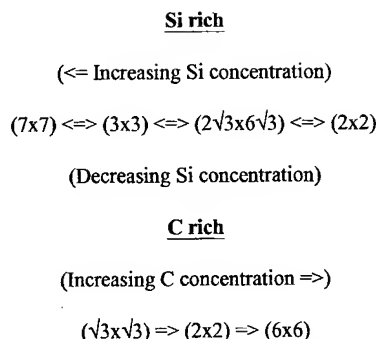 Si rich
(<= Increasing Si concentration)
(7x7) <=> (3x3) <=> (2√3x6√3) <=> (2x2)
(Decreasing Si concentration)
C rich
(Increasing C concentration =>)
(√3x√3) => (2x2) => (6x6)